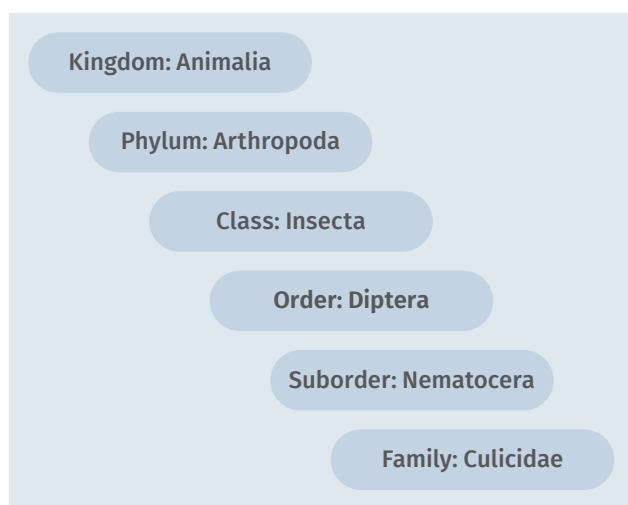 Kingdom: Animalia
Phylum: Arthropoda
Class: Insecta
Order: Diptera
Suborder: Nematocera
Family: Culicidae